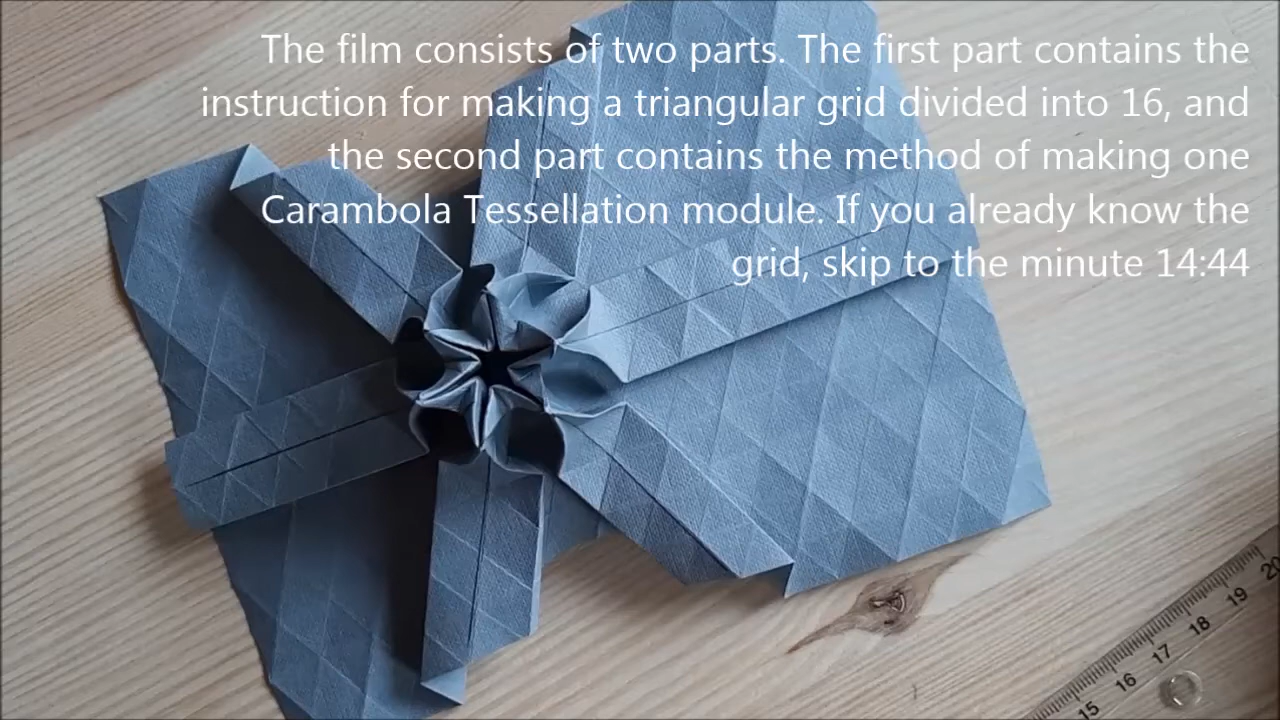 The film consists of two parts. The first part contains the
instruction for making a triangular grid divided into 16, and
the second part contains the method of making one
Carambola Tessellation module. If you already know the
grid, skip to the minute 14:44
15 16 17 18 19 20